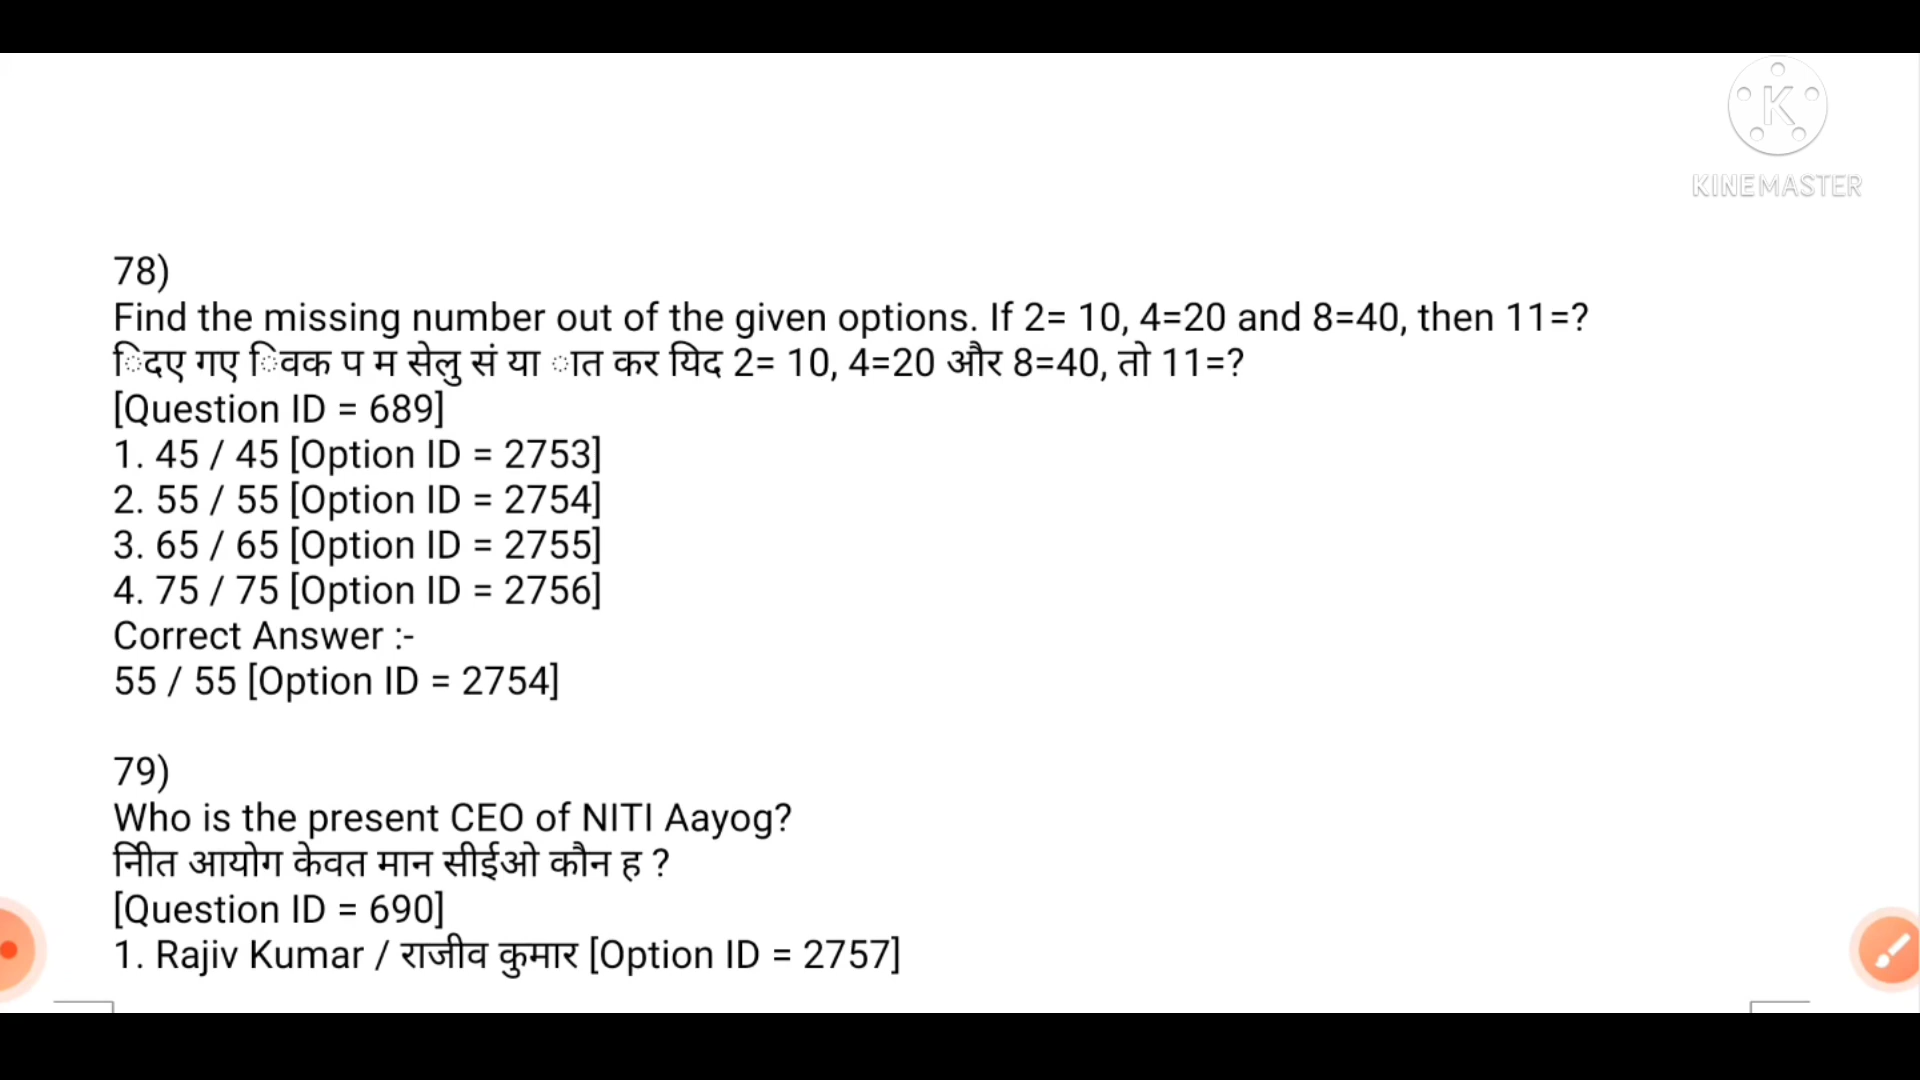 K
KINEMASTER
78)
Find the missing number out of the given options. If 2= 10, 4=20 and 8=40, then 11=?
िदए गए िवक प म सेलु सं या ात कर यिद 2= 10, 4=20 और 8=40, तो 11=?
[Question ID = 689]
1. 45 / 45 [Option ID = 2753]
2. 55 / 55 [Option ID = 2754]
3. 65 / 65 [Option ID = 2755]
4. 75 / 75 [Option ID = 2756]
Correct Answer :-
55 / 55 [Option ID = 2754]
79)
Who is the present CEO of NITI Aayog?
नीित आयोग केवत मान सीईओ कौन ह ?
[Question ID = 690]
1. Rajiv Kumar / राजीव कुमार [Option ID = 2757]